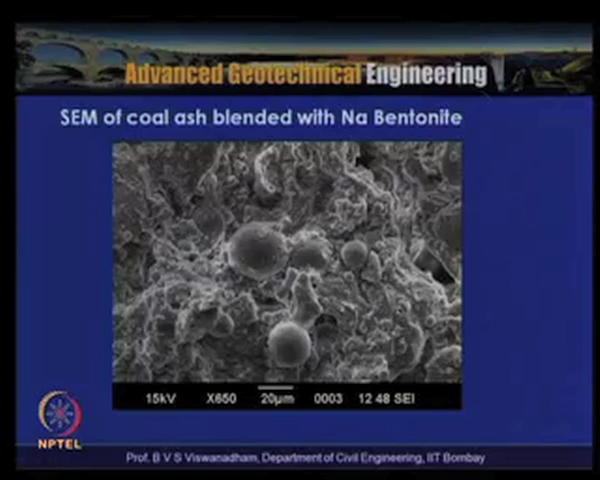 Advanced Geotechnical Engineering
SEM of coal ash blended with Na Bentonite
15kV X650 20µm 0003 12 48 SEI
NPTEL
Prof. B V S Viswanadham, Department of Civil Engineering, IIT Bombay